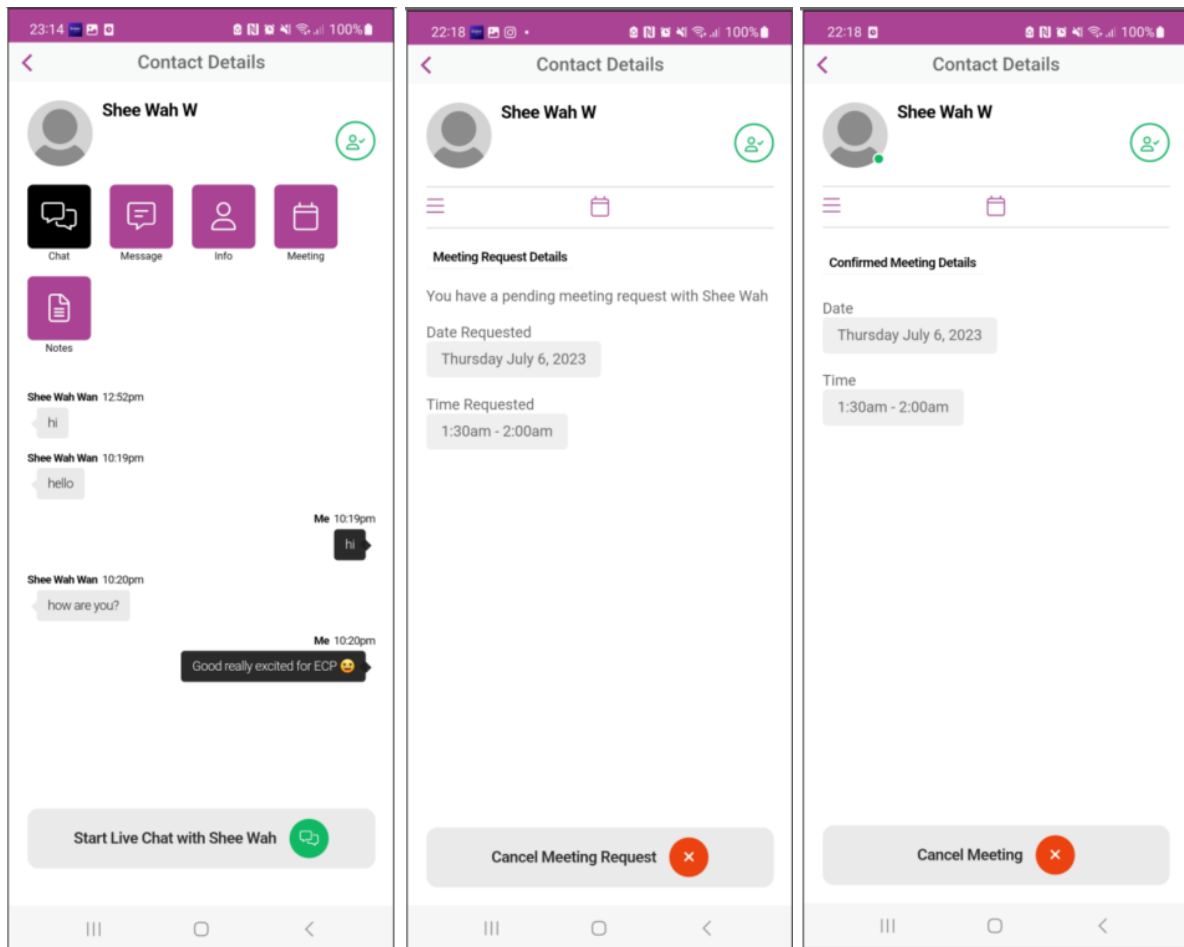 23:14 100%
Contact Details
Shee Wah W
Chat Message Info Meeting
Notes
Shee Wah Wan 12:52pm
hi
Shee Wah Wan 10:19pm
hello
Me 10:19pm
hi
Shee Wah Wan 10:20pm
how are you?
Me 10:20pm
Good really excited for ECP 😆
Start Live Chat with Shee Wah
22:18 100%
Contact Details
Shee Wah W
Meeting Request Details
You have a pending meeting request with Shee Wah
Date Requested
Thursday July 6, 2023
Time Requested
1:30am - 2:00am
Cancel Meeting Request
22:18 100%
Contact Details
Shee Wah W
Confirmed Meeting Details
Date
Thursday July 6, 2023
Time
1:30am - 2:00am
Cancel Meeting